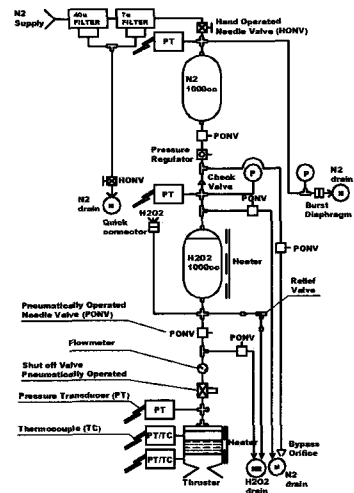 N2
Supply
40u
FILTER
7u
FILTER
Hand Operated
Needle Valve (HONV)
PT
N2
1000cc
PONV
Pressure
Regulator
Check
Valve
P
P
HONV
PT
PONV
N2
drain
N
Burst
Diaphragm
N
N2
drain
Quick
connector
H2O2
PONV
H2O2
1000cc
Heater
Relief
Valve
Pneumatically Operated
Needle Valve (PONV)
PONV
Flowmeter
PONV
Shut off Valve
Pneumatically Operated
Pressure Transducer (PT)
PT
Thermocouple (TC)
PT/TC
Heater
PT/TC
Thruster
Bypass
Orifice
N
H2O2
drain
N2
drain